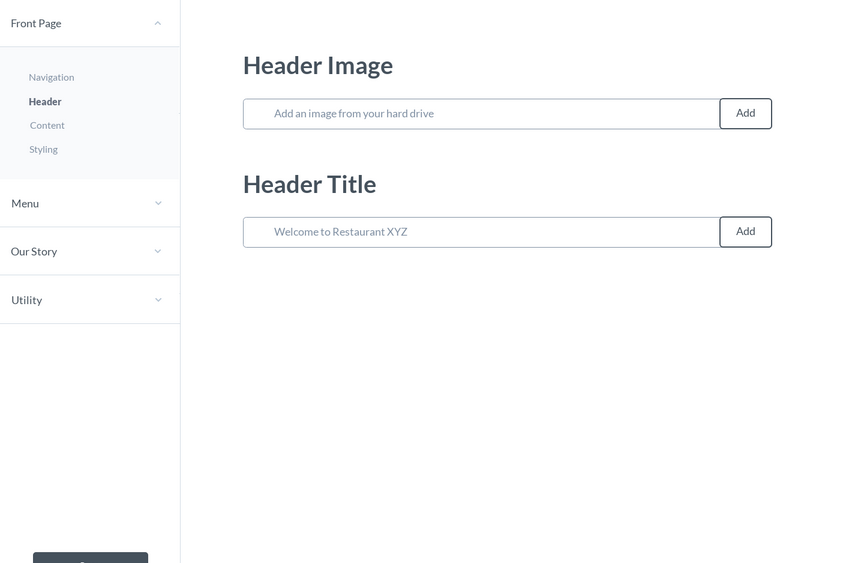 Front Page
Navigation
Header
Content
Styling
Menu
Our Story
Utility
Header Image
Add an image from your hard drive
Add
Header Title
Welcome to Restaurant XYZ
Add